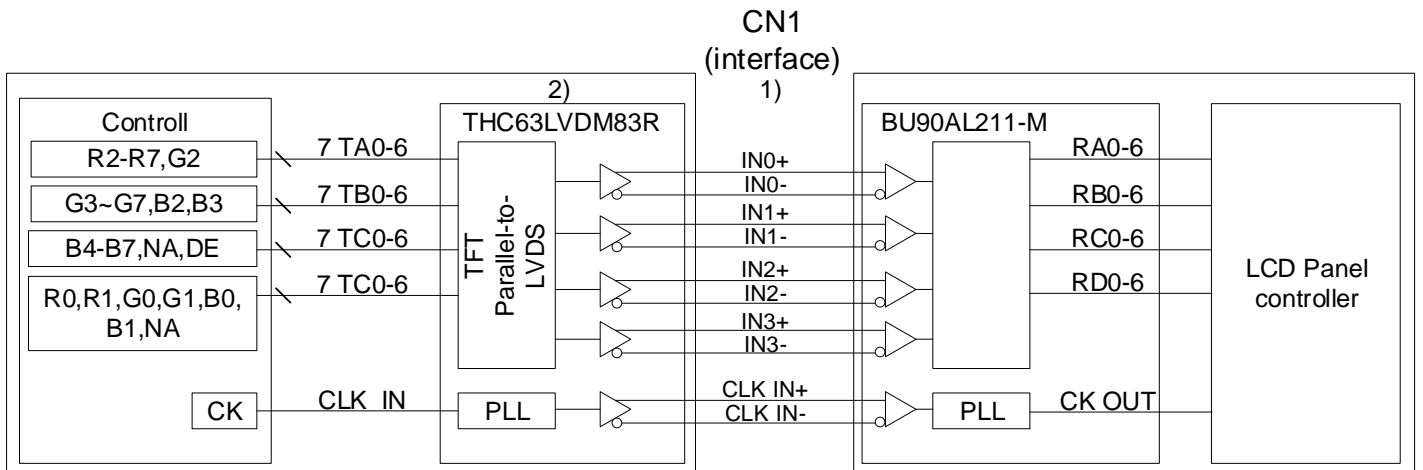 CN1
(interface)
1)
2)
Controll
R2-R7,G2
G3~G7,B2,B3
B4-B7,NA,DE
R0,R1,G0,G1,B0,
B1,NA
CK
7 TA0-6
7 TB0-6
7 TC0-6
7 TC0-6
CLK IN
THC63LVDM83R
TFT
Parallel-to-
LVDS
PLL
IN0+
IN0-
IN1+
IN1-
IN2+
IN2-
IN3+
IN3-
CLK IN+
CLK IN-
BU90AL211-M
PLL
RA0-6
RB0-6
RC0-6
RD0-6
CK OUT
LCD Panel
controller